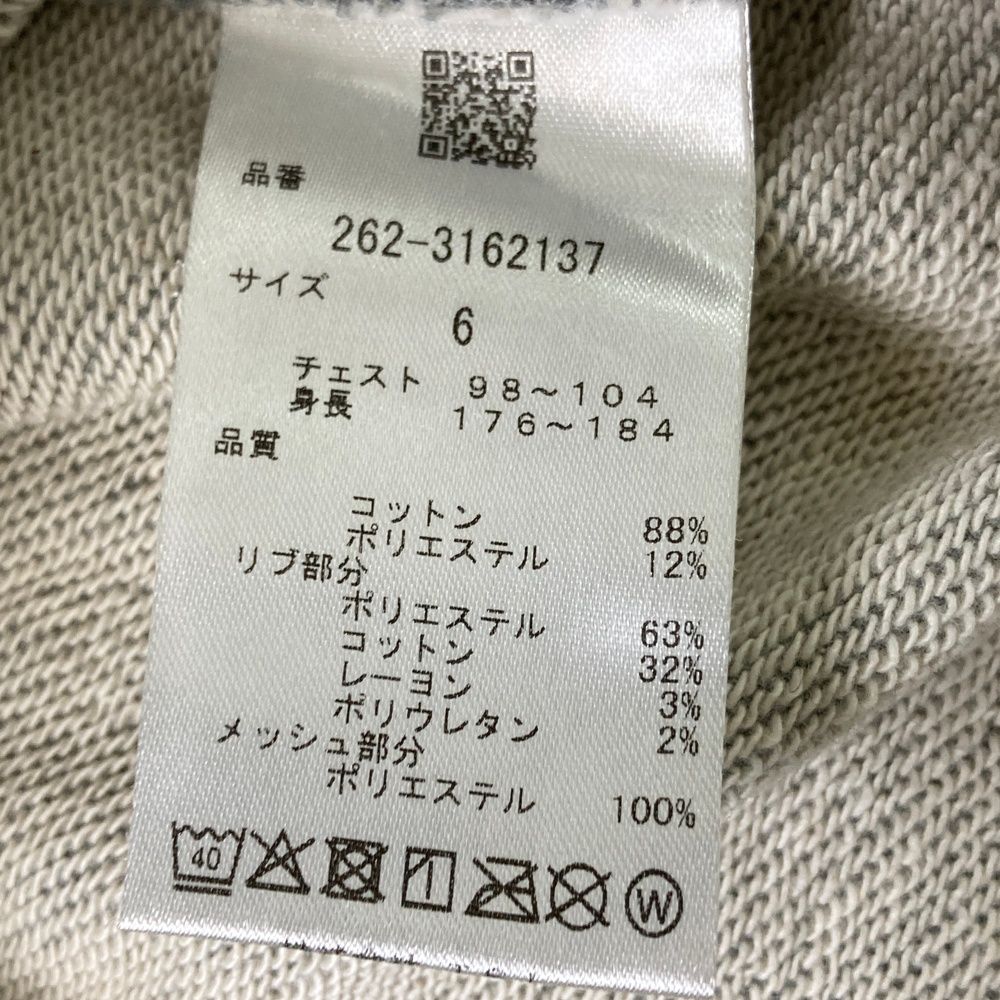 品番
262-3162137
サイズ
6
チェスト 98～104
身長 176～184
品質
コットン 88%
ポリエステル 12%
リブ部分
ポリエステル 63%
コットン 32%
レーヨン 3%
ポリウレタン 2%
メッシュ部分
ポリエステル 100%
40 W